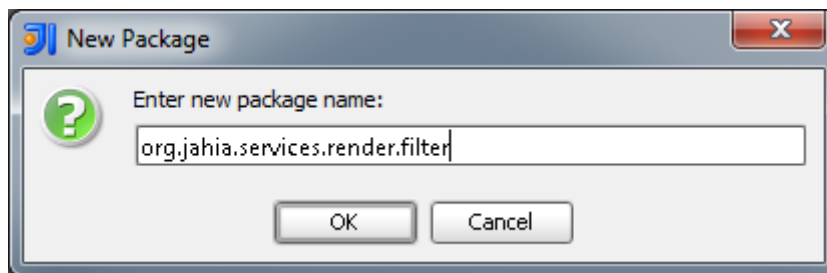 New Package
Enter new package name:
org.jahia.services.render.filter
OK Cancel